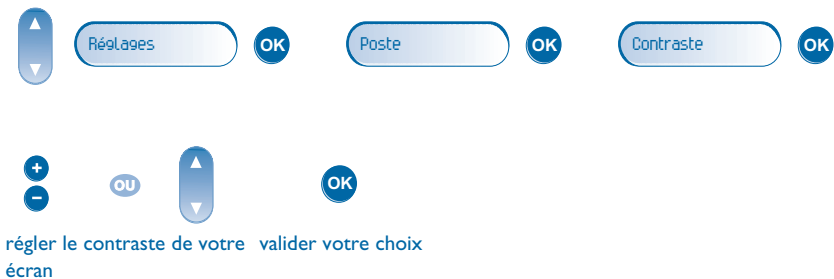 Réglages OK Poste OK Contraste OK
+
OU OK
−
régler le contraste de votre valider votre choix
écran